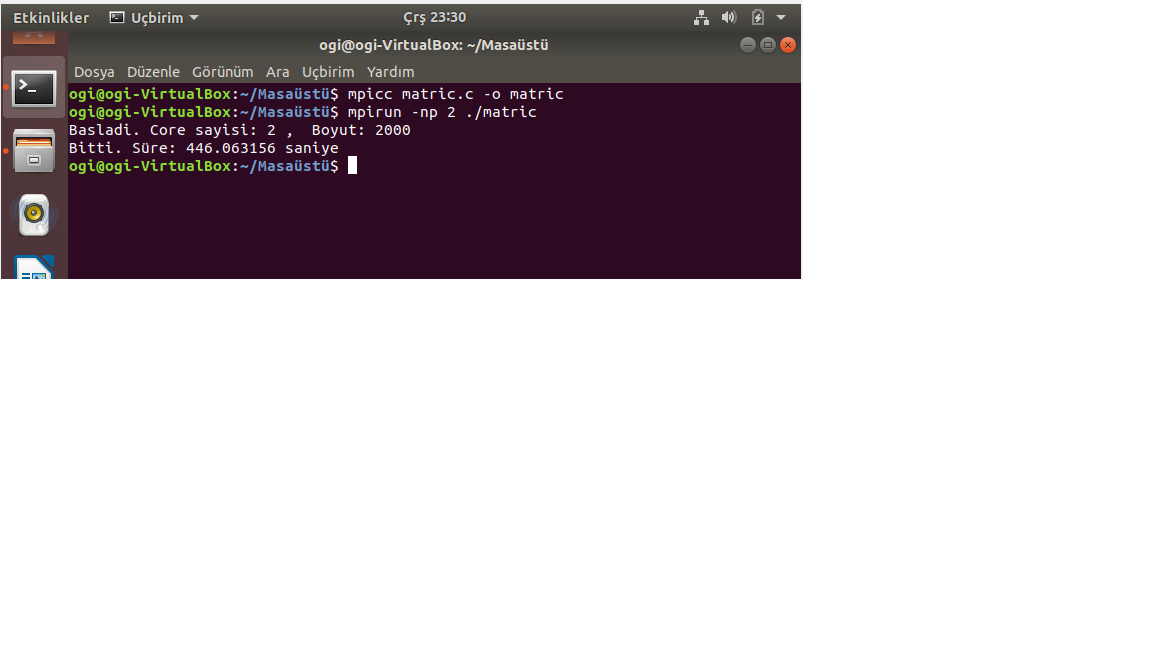 Etkinlikler Uçbirim Çrş 23:30
ogi@ogi-VirtualBox: ~/Masaüstü
Dosya Düzenle Görünüm Ara Uçbirim Yardım
ogi@ogi-VirtualBox:~/Masaüstü$ mpicc matric.c -o matric
ogi@ogi-VirtualBox:~/Masaüstü$ mpirun -np 2 ./matric
Basladi. Core sayisi: 2 ,  Boyut: 2000
Bitti. Süre: 446.063156 saniye
ogi@ogi-VirtualBox:~/Masaüstü$